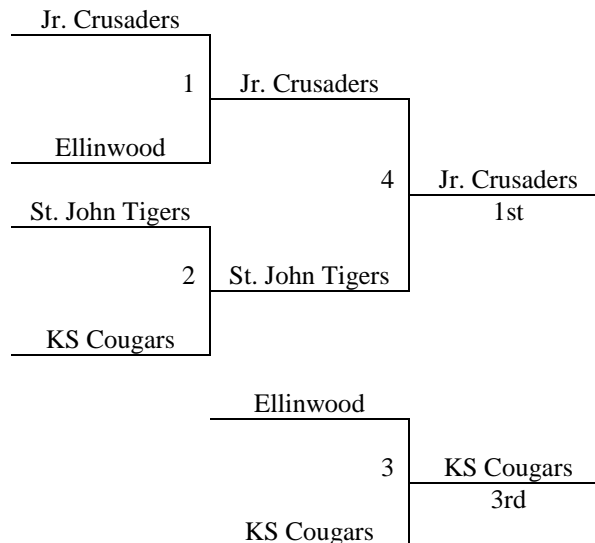 Jr. Crusaders
1
Jr. Crusaders
Ellinwood
4
Jr. Crusaders
1st
St. John Tigers
2
St. John Tigers
KS Cougars
Ellinwood
3
KS Cougars
3rd
KS Cougars